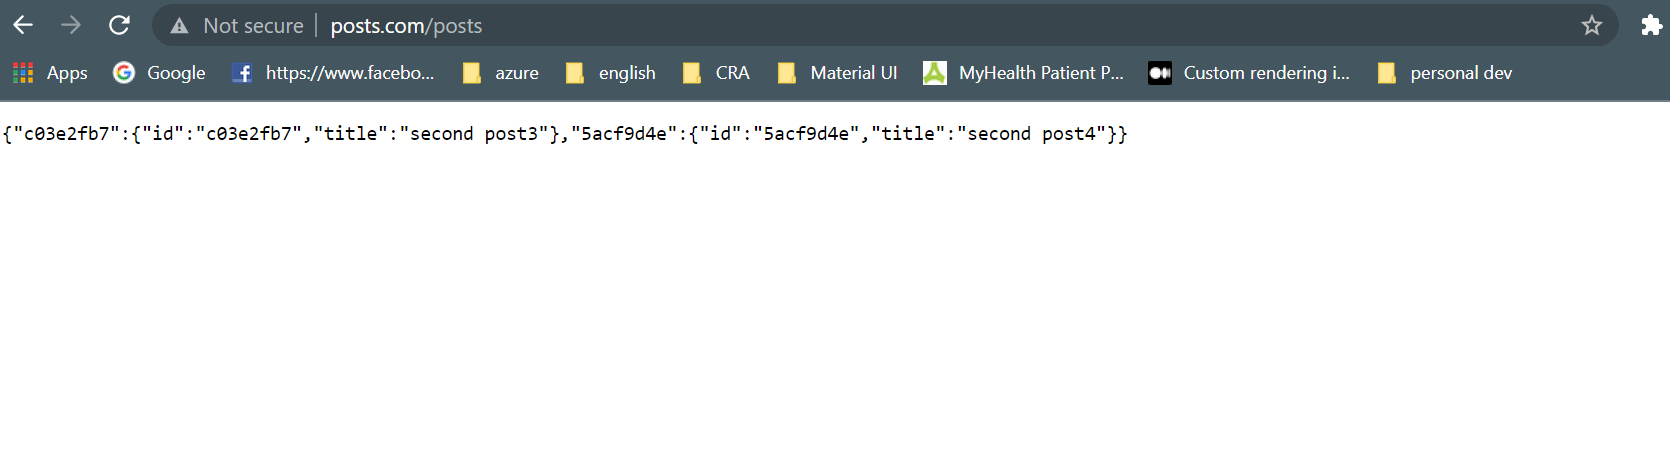 Not secure posts.com/posts
Apps Google https://www.facebo... azure english CRA Material UI MyHealth Patient P... Custom rendering i... personal dev
{"c03e2fb7":{"id":"c03e2fb7","title":"second post3"},"5acf9d4e":{"id":"5acf9d4e","title":"second post4"}}